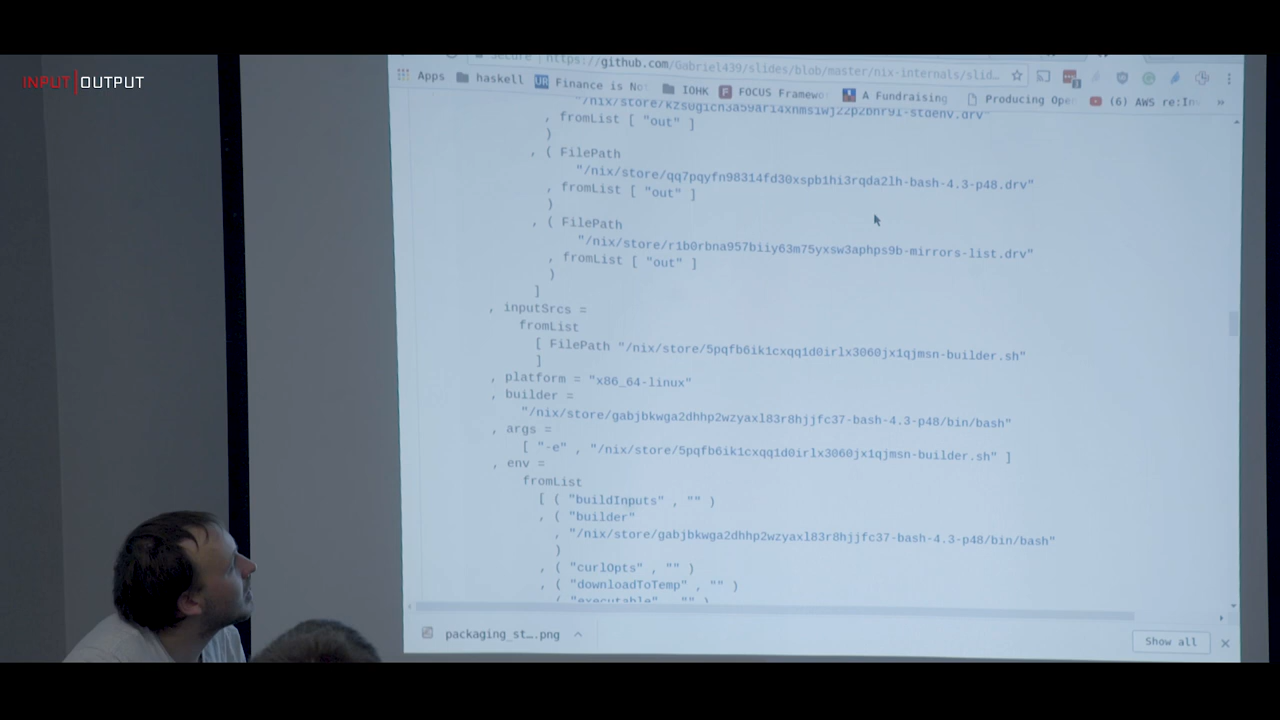 INPUT|OUTPUT
https://github.com/Gabriel439/slides/blob/master/nix-internals/slid...
Apps haskell Finance is No: IOHK FOCUS Framewo: A Fundraising Producing Ope (6) AWS re:Inv »
, fromList [ "out" ]
)
, ( FilePath
"/nix/store/qq7pqyfn98314fd30xspb1hi3rqda2lh-bash-4.3-p48.drv"
, fromList [ "out" ]
)
, ( FilePath
"/nix/store/r1b0rbna957biiy63m75yxsw3aphps9b-mirrors-list.drv"
, fromList [ "out" ]
)
]
, inputSrcs =
fromList
[ FilePath "/nix/store/5pqfb6ik1cxqq1d0irlx3060jx1qjmsn-builder.sh"
]
, platform = "x86_64-linux"
, builder =
"/nix/store/gabjbkwga2dhhp2wzyaxl83r8hjjfc37-bash-4.3-p48/bin/bash"
, args =
[ "-e" , "/nix/store/5pqfb6ik1cxqq1d0irlx3060jx1qjmsn-builder.sh" ]
, env =
fromList
[ ( "buildInputs" , "" )
, ( "builder"
, "/nix/store/gabjbkwga2dhhp2wzyaxl83r8hjjfc37-bash-4.3-p48/bin/bash"
)
, ( "curlOpts" , "" )
, ( "downloadToTemp" , "" )
, ( "executable" , "" )
packaging_st....png
Show all